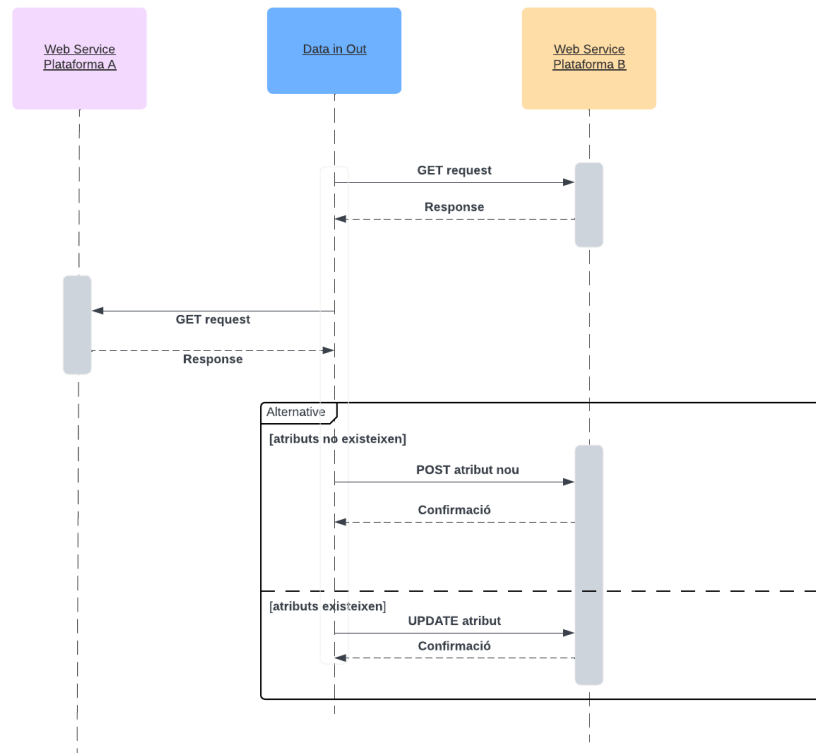 Web Service
Plataforma A
Data in Out
Web Service
Plataforma B
GET request
Response
GET request
Response
Alternative
[atributs no existeixen]
POST atribut nou
Confirmació
[atributs existeixen]
UPDATE atribut
Confirmació